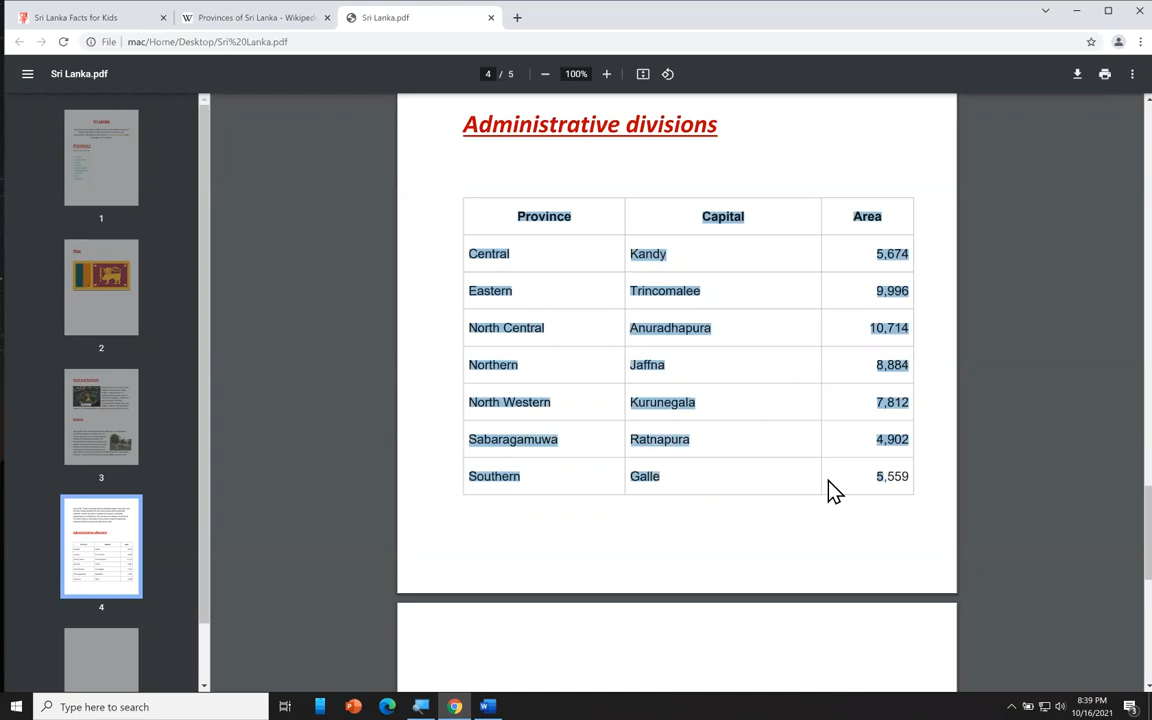 Sri Lanka Facts for Kids
Provinces of Sri Lanka - Wikiped
Sri Lanka.pdf
File mac/Home/Desktop/Sri%20Lanka.pdf
Sri Lanka.pdf
4 / 5
100%
1
2
3
4
Administrative divisions
Province Capital Area
Central Kandy 5,674
Eastern Trincomalee 9,996
North Central Anuradhapura 10,714
Northern Jaffna 8,884
North Western Kurunegala 7,812
Sabaragamuwa Ratnapura 4,902
Southern Galle 5,559
Type here to search
8:39 PM
10/16/2021
3